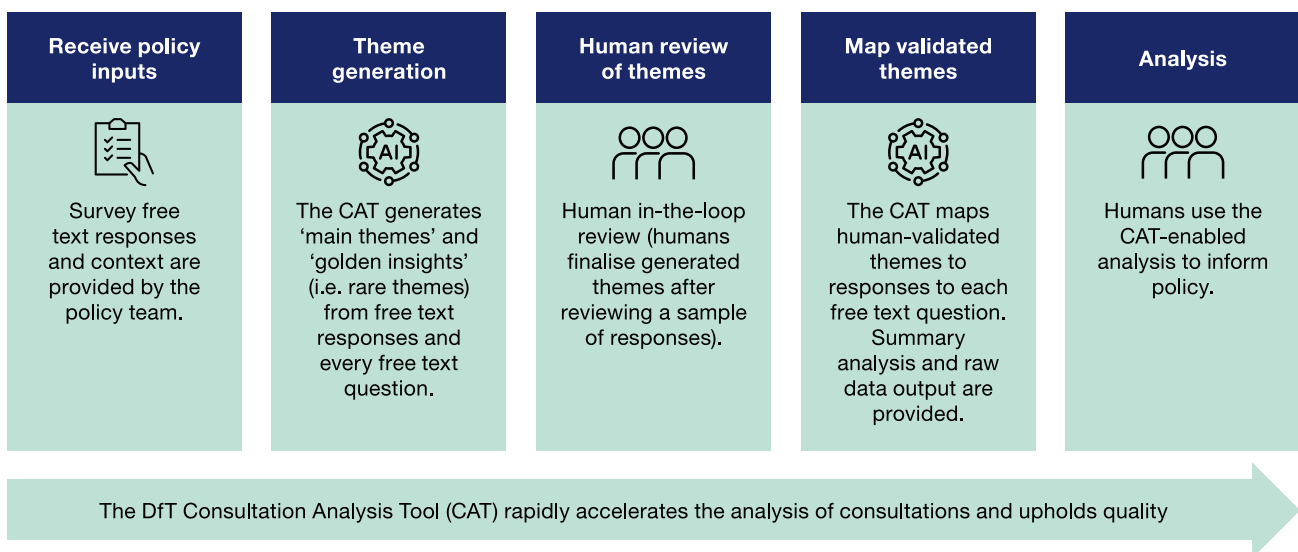 Receive policy
inputs
Survey free
text responses
and context are
provided by the
policy team.
Theme
generation
AI
The CAT generates
‘main themes’ and
‘golden insights’
(i.e. rare themes)
from free text
responses and
every free text
question.
Human review
of themes
Human in-the-loop
review (humans
finalise generated
themes after
reviewing a sample
of responses).
Map validated
themes
AI
The CAT maps
human-validated
themes to
responses to each
free text question.
Summary
analysis and raw
data output are
provided.
Analysis
Humans use the
CAT-enabled
analysis to inform
policy.
The DfT Consultation Analysis Tool (CAT) rapidly accelerates the analysis of consultations and upholds quality